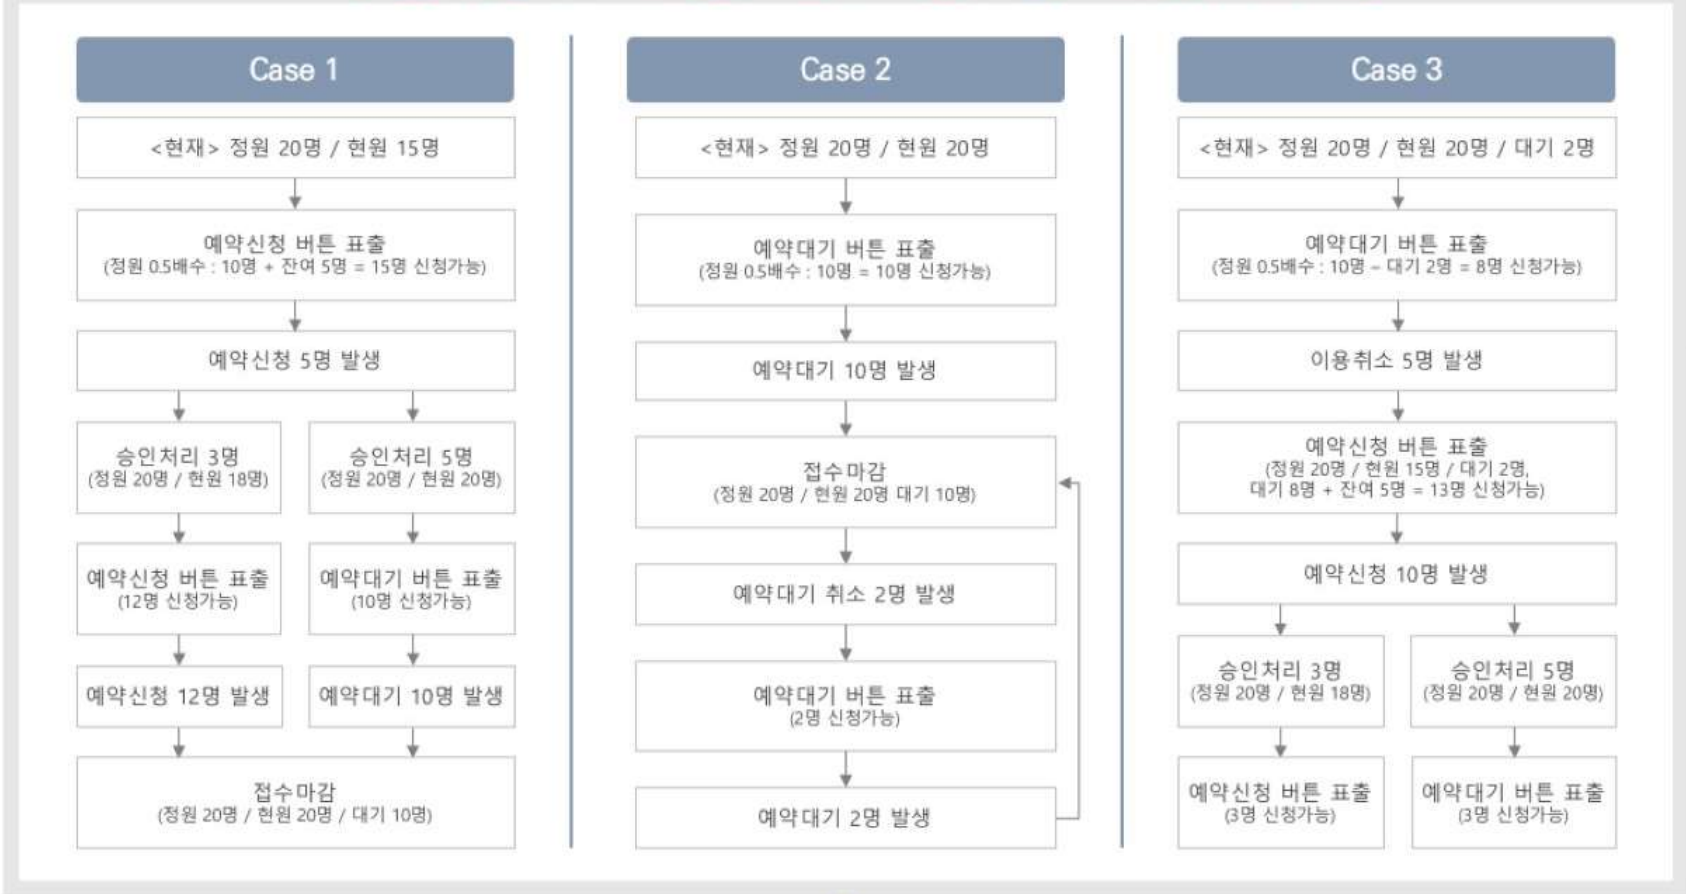 Case 1
<현재> 정원 20명 / 현원 15명
예약신청 버튼 표출
(정원 0.5배수 : 10명 + 잔여 5명 = 15명 신청가능)
예약신청 5명 발생
승인처리 3명
(정원 20명 / 현원 18명)
예약신청 버튼 표출
(12명 신청가능)
예약신청 12명 발생
승인처리 5명
(정원 20명 / 현원 20명)
예약대기 버튼 표출
(10명 신청가능)
예약대기 10명 발생
접수마감
(정원 20명 / 현원 20명 / 대기 10명)
Case 2
<현재> 정원 20명 / 현원 20명
예약대기 버튼 표출
(정원 0.5배수 : 10명 = 10명 신청가능)
예약대기 10명 발생
접수마감
(정원 20명 / 현원 20명 대기 10명)
예약대기 취소 2명 발생
예약대기 버튼 표출
(2명 신청가능)
예약대기 2명 발생
Case 3
<현재> 정원 20명 / 현원 20명 / 대기 2명
예약대기 버튼 표출
(정원 0.5배수 : 10명 – 대기 2명 = 8명 신청가능)
이용취소 5명 발생
예약신청 버튼 표출
(정원 20명 / 현원 15명 / 대기 2명,
대기 8명 + 잔여 5명 = 13명 신청가능)
예약신청 10명 발생
승인처리 3명
(정원 20명 / 현원 18명)
예약신청 버튼 표출
(3명 신청가능)
승인처리 5명
(정원 20명 / 현원 20명)
예약대기 버튼 표출
(3명 신청가능)